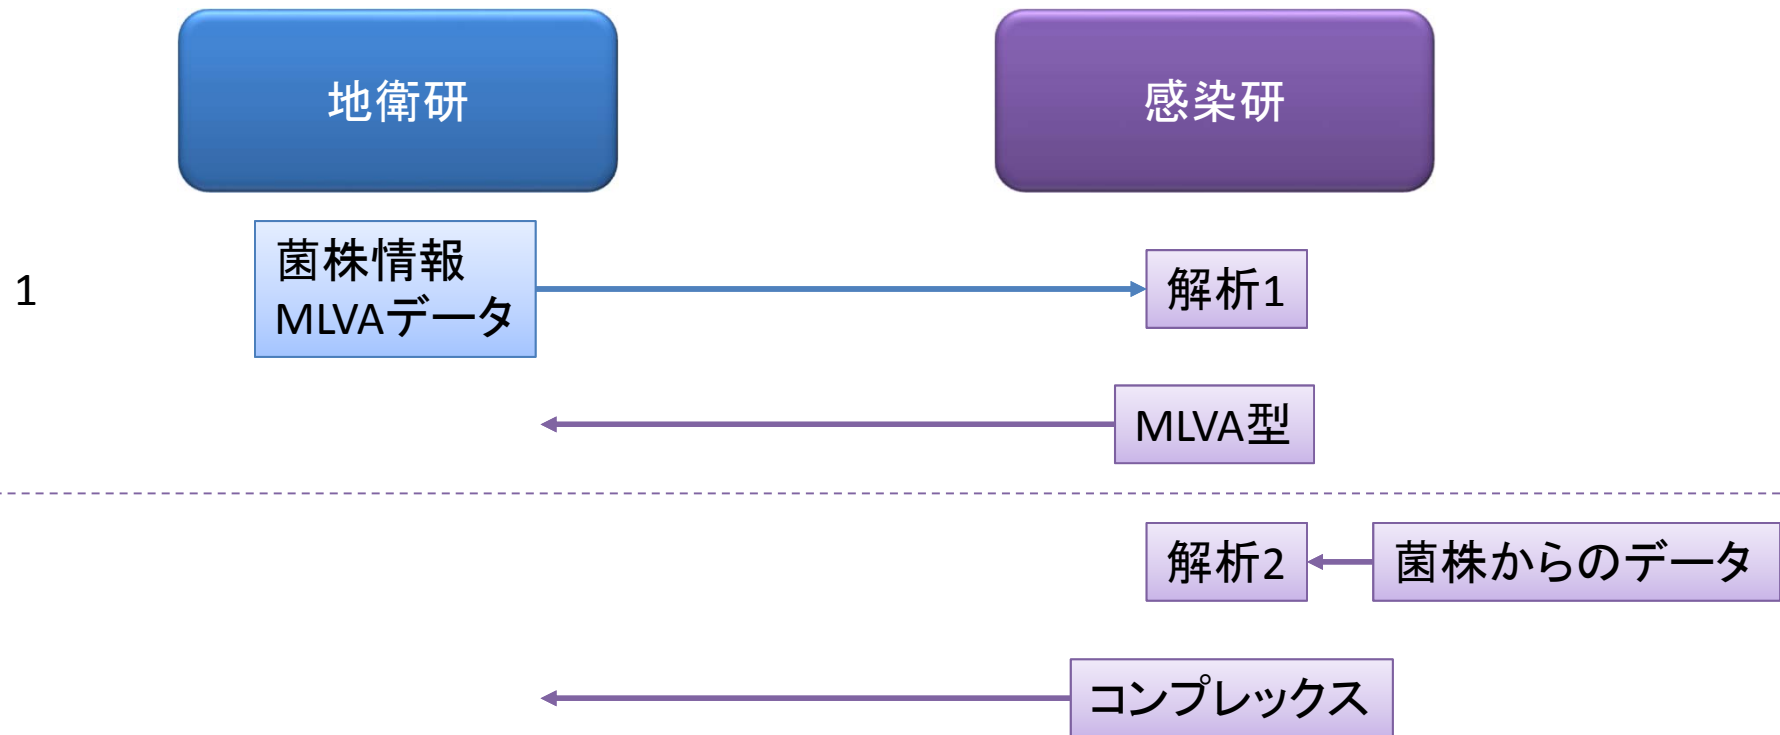 地衛研
感染研
1
菌株情報
MLVAデータ
解析1
MLVA型
解析2
菌株からのデータ
コンプレックス